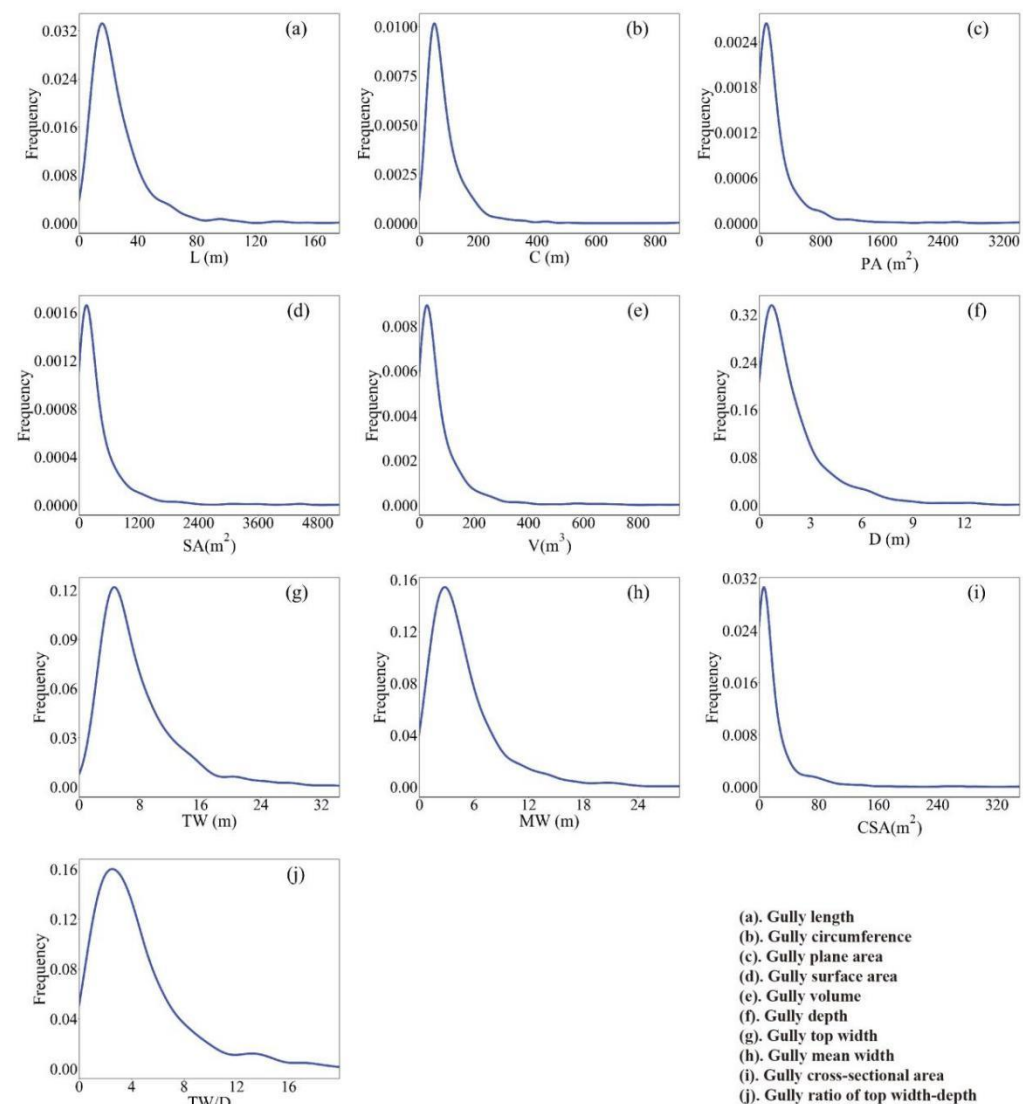 (a)
Frequency
0.032
0.024
0.016
0.008
0.000
0 40 80 120 160
L (m)
(b)
Frequency
0.0100
0.0075
0.0050
0.0025
0.0000
0 200 400 600 800
C (m)
(c)
Frequency
0.0024
0.0018
0.0012
0.0006
0.0000
0 800 1600 2400 3200
PA (m²)
(d)
Frequency
0.0016
0.0012
0.0008
0.0004
0.0000
0 1200 2400 3600 4800
SA(m²)
(e)
Frequency
0.008
0.006
0.004
0.002
0.000
0 200 400 600 800
V(m³)
(f)
Frequency
0.32
0.24
0.16
0.08
0.00
0 3 6 9 12
D (m)
(g)
Frequency
0.12
0.09
0.06
0.03
0.00
0 8 16 24 32
TW (m)
(h)
Frequency
0.16
0.12
0.08
0.04
0.00
0 6 12 18 24
MW (m)
(i)
Frequency
0.032
0.024
0.016
0.008
0.000
0 80 160 240 320
CSA(m²)
(j)
Frequency
0.16
0.12
0.08
0.04
0.00
0 4 8 12 16
TW/D
(a). Gully length
(b). Gully circumference
(c). Gully plane area
(d). Gully surface area
(e). Gully volume
(f). Gully depth
(g). Gully top width
(h). Gully mean width
(i). Gully cross-sectional area
(j). Gully ratio of top width-depth